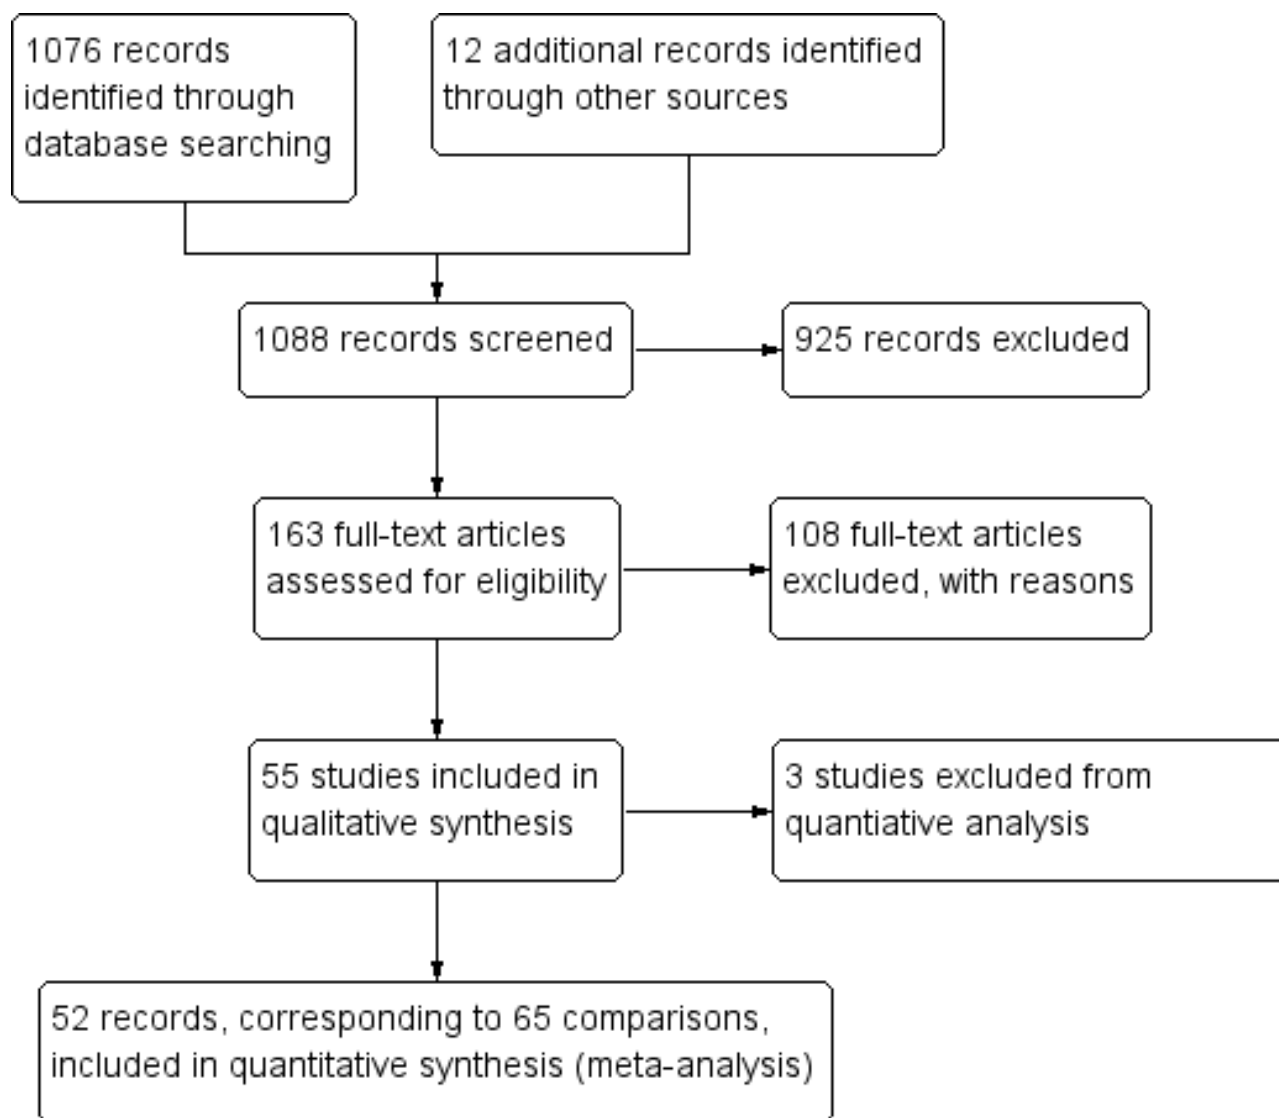 1076 records
identified through
database searching
12 additional records identified
through other sources
1088 records screened
925 records excluded
163 full-text articles
assessed for eligibility
108 full-text articles
excluded, with reasons
55 studies included in
qualitative synthesis
3 studies excluded from
quantiative analysis
52 records, corresponding to 65 comparisons,
included in quantitative synthesis (meta-analysis)